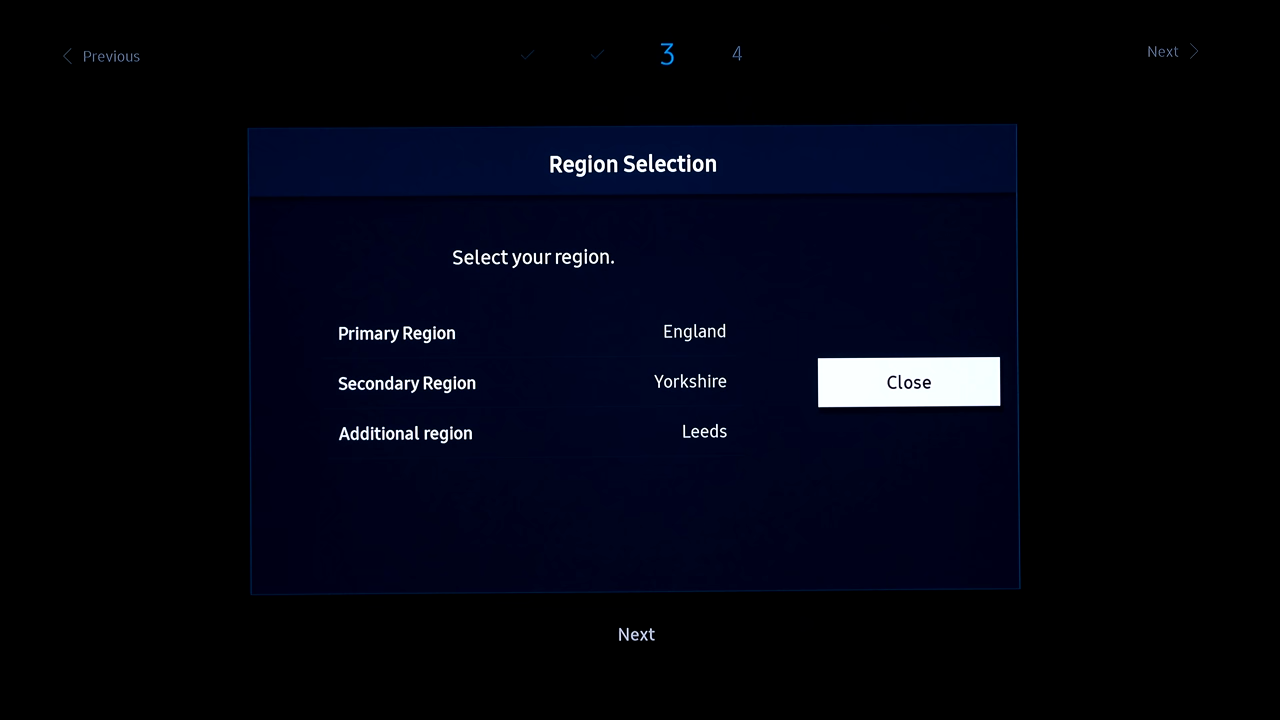 Previous
3
4
Next
Region Selection
Select your region.
Primary Region England
Secondary Region Yorkshire
Additional region Leeds
Close
Next